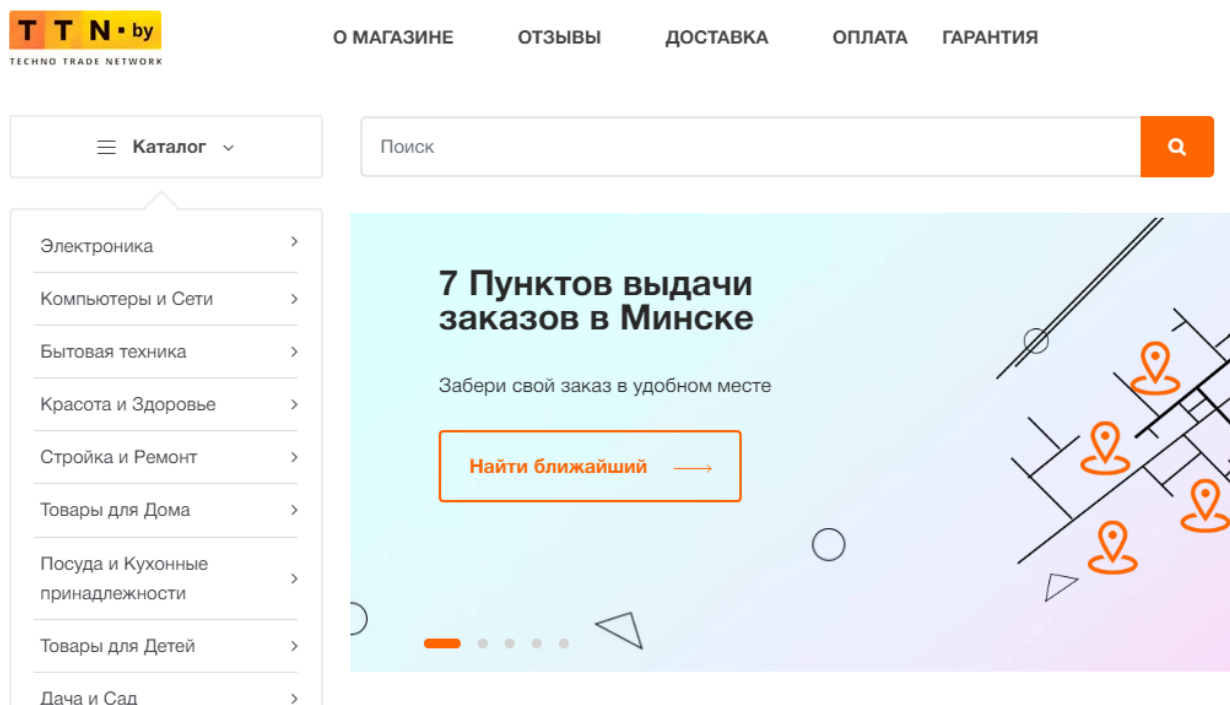 TTN.by
TECHNO TRADE NETWORK
О МАГАЗИНЕ ОТЗЫВЫ ДОСТАВКА ОПЛАТА ГАРАНТИЯ
Каталог
Поиск
Электроника
Компьютеры и Сети
Бытовая техника
Красота и Здоровье
Стройка и Ремонт
Товары для Дома
Посуда и Кухонные
принадлежности
Товары для Детей
Дача и Сад
7 Пунктов выдачи
заказов в Минске
Забери свой заказ в удобном месте
Найти ближайший